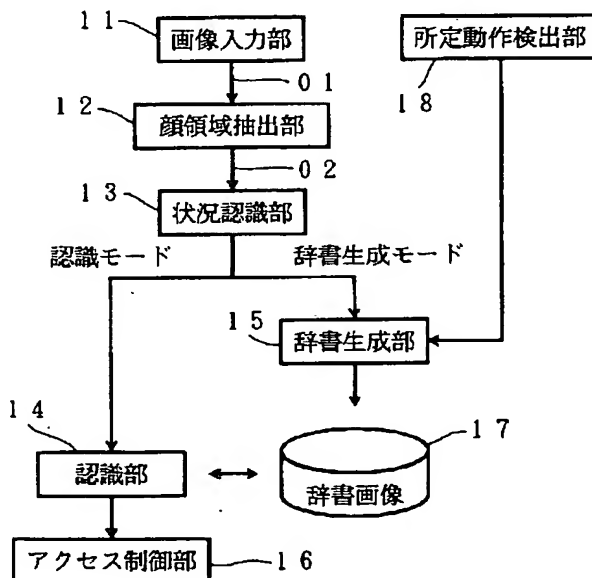 １１
画像入力部
所定動作検出部
０１
１８
１２
顔領域抽出部
０２
１３
状況認識部
認識モード
辞書生成モード
１５
辞書生成部
１４
１７
認識部
辞書画像
アクセス制御部
１６